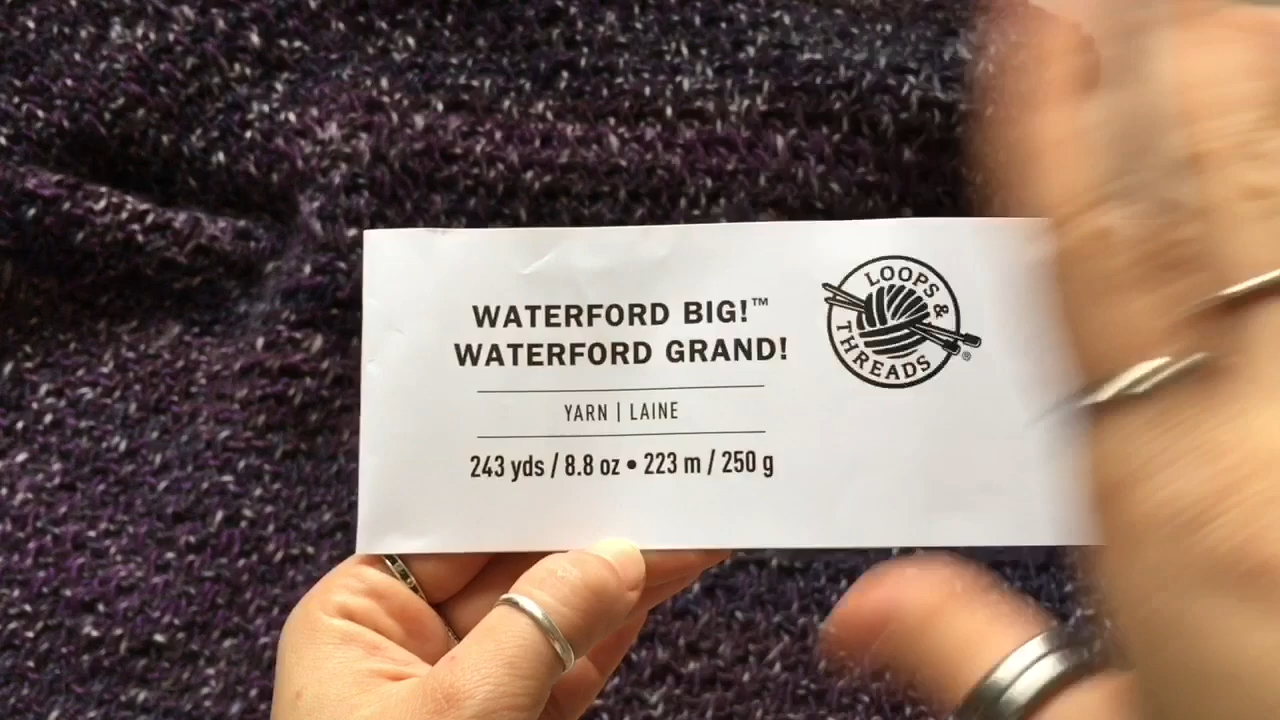 WATERFORD BIG!™
WATERFORD GRAND!
YARN | LAINE
243 yds / 8.8 oz • 223 m / 250 g
LOOPS &
THREADS®